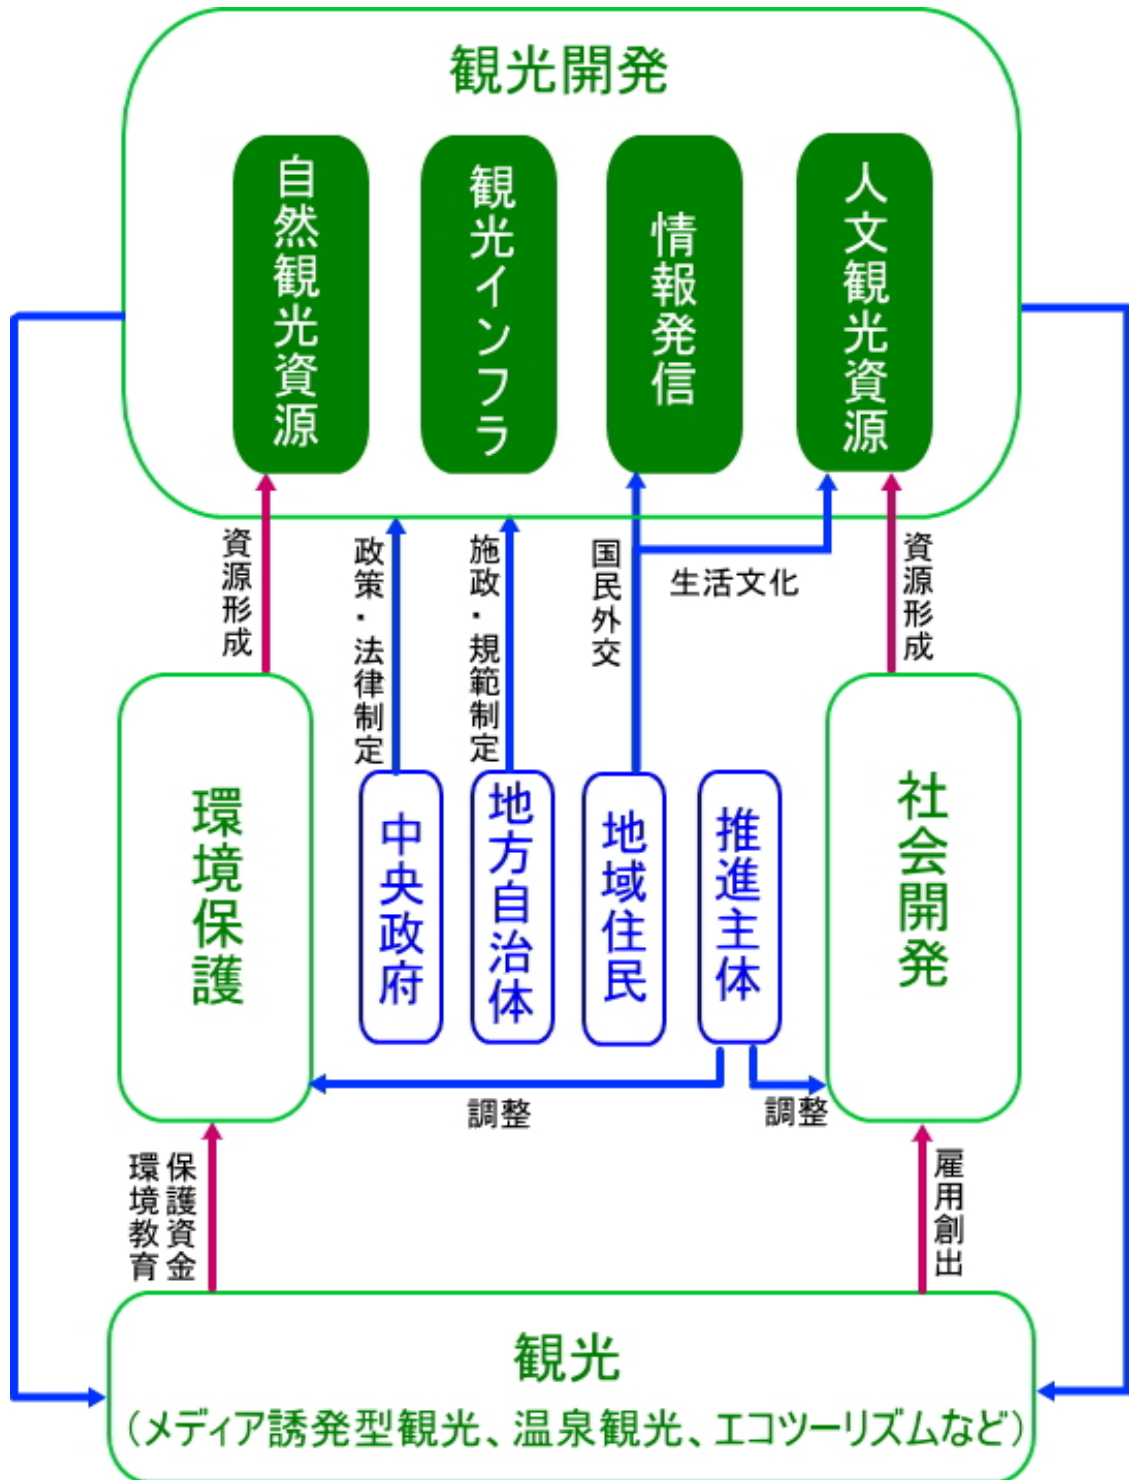 観光開発
自然観光資源
観光インフラ
情報発信
人文観光資源
資源形成
政策・法律制定
施政・規範制定
国民外交
生活文化
資源形成
環境保護
中央政府
地方自治体
地域住民
推進主体
社会開発
調整
調整
環境教育
保護資金
雇用創出
観光
(メディア誘発型観光、温泉観光、エコツーリズムなど)